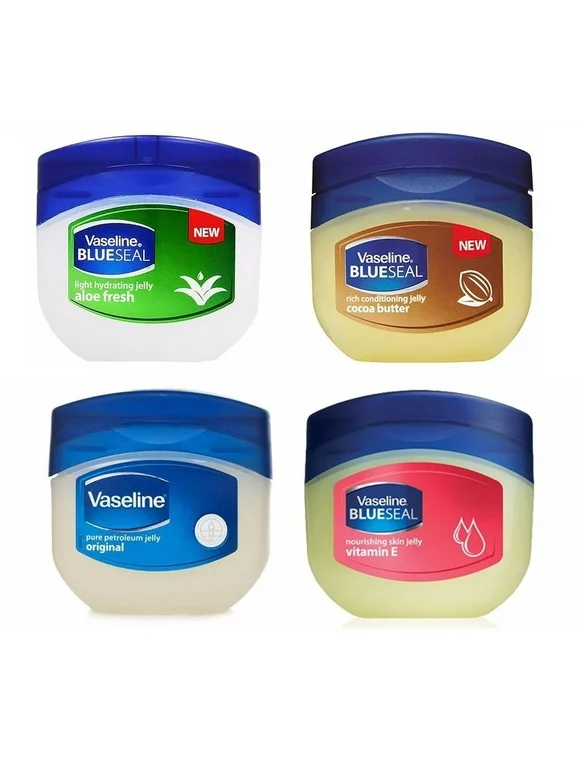 NEW
Vaseline®
BLUESEAL
light hydrating jelly
aloe fresh
NEW
Vaseline®
BLUESEAL
rich conditioning jelly
cocoa butter
Vaseline®
pure petroleum jelly
original
Vaseline®
BLUESEAL
nourishing skin jelly
vitamin E